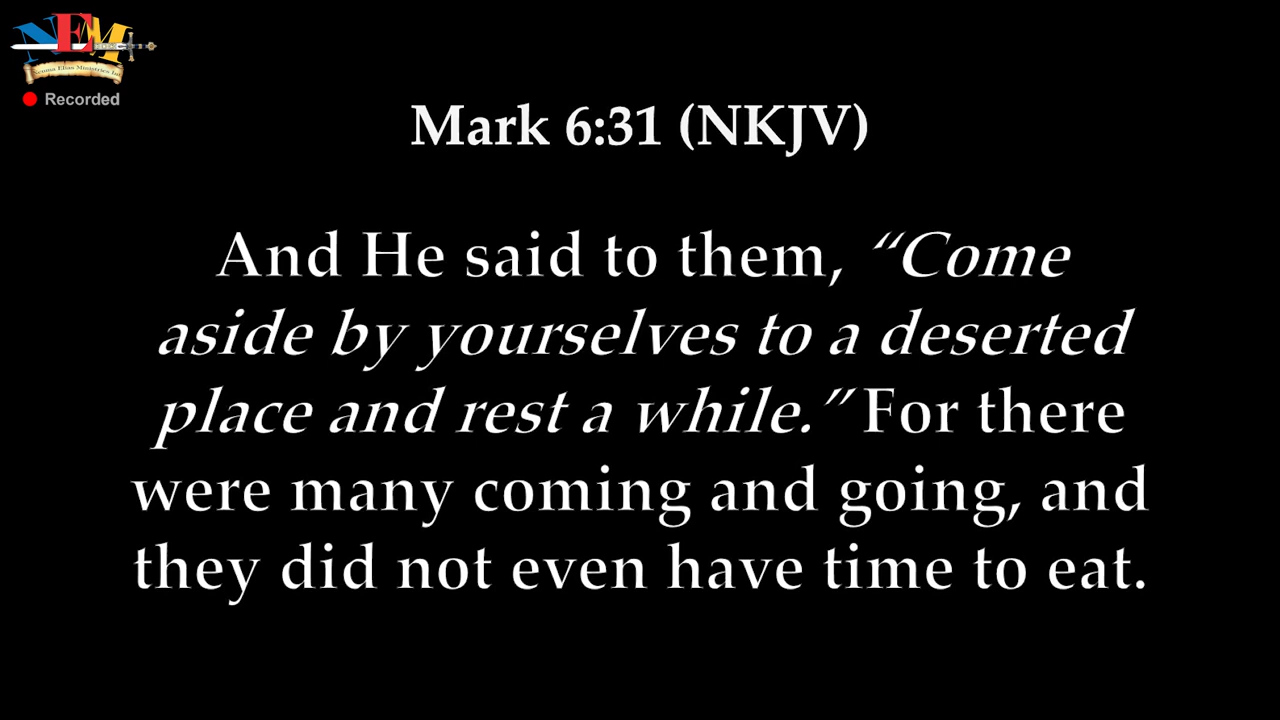 NEM
Recorded
Mark 6:31 (NKJV)
And He said to them, “Come
aside by yourselves to a deserted
place and rest a while.” For there
were many coming and going, and
they did not even have time to eat.